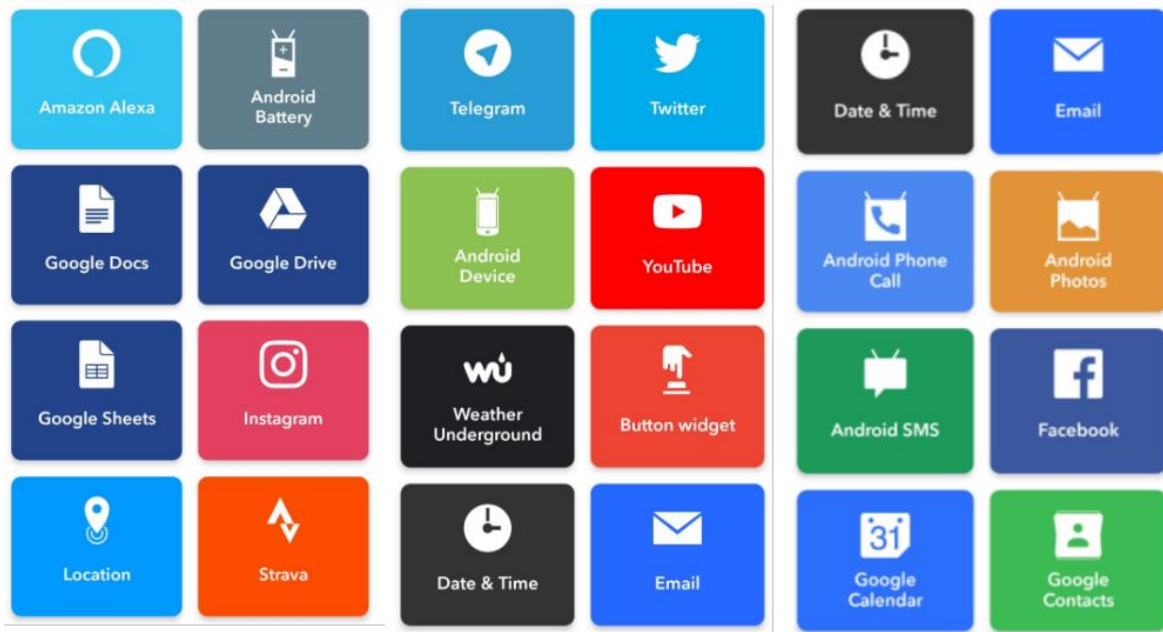 Amazon Alexa
Android
Battery
Google Docs
Google Drive
Google Sheets
Instagram
Location
Strava
Telegram
Twitter
Android
Device
YouTube
wu
Weather
Underground
Button widget
Date & Time
Email
Date & Time
Email
Android Phone
Call
Android
Photos
Android SMS
f
Facebook
31
Google
Calendar
Google
Contacts